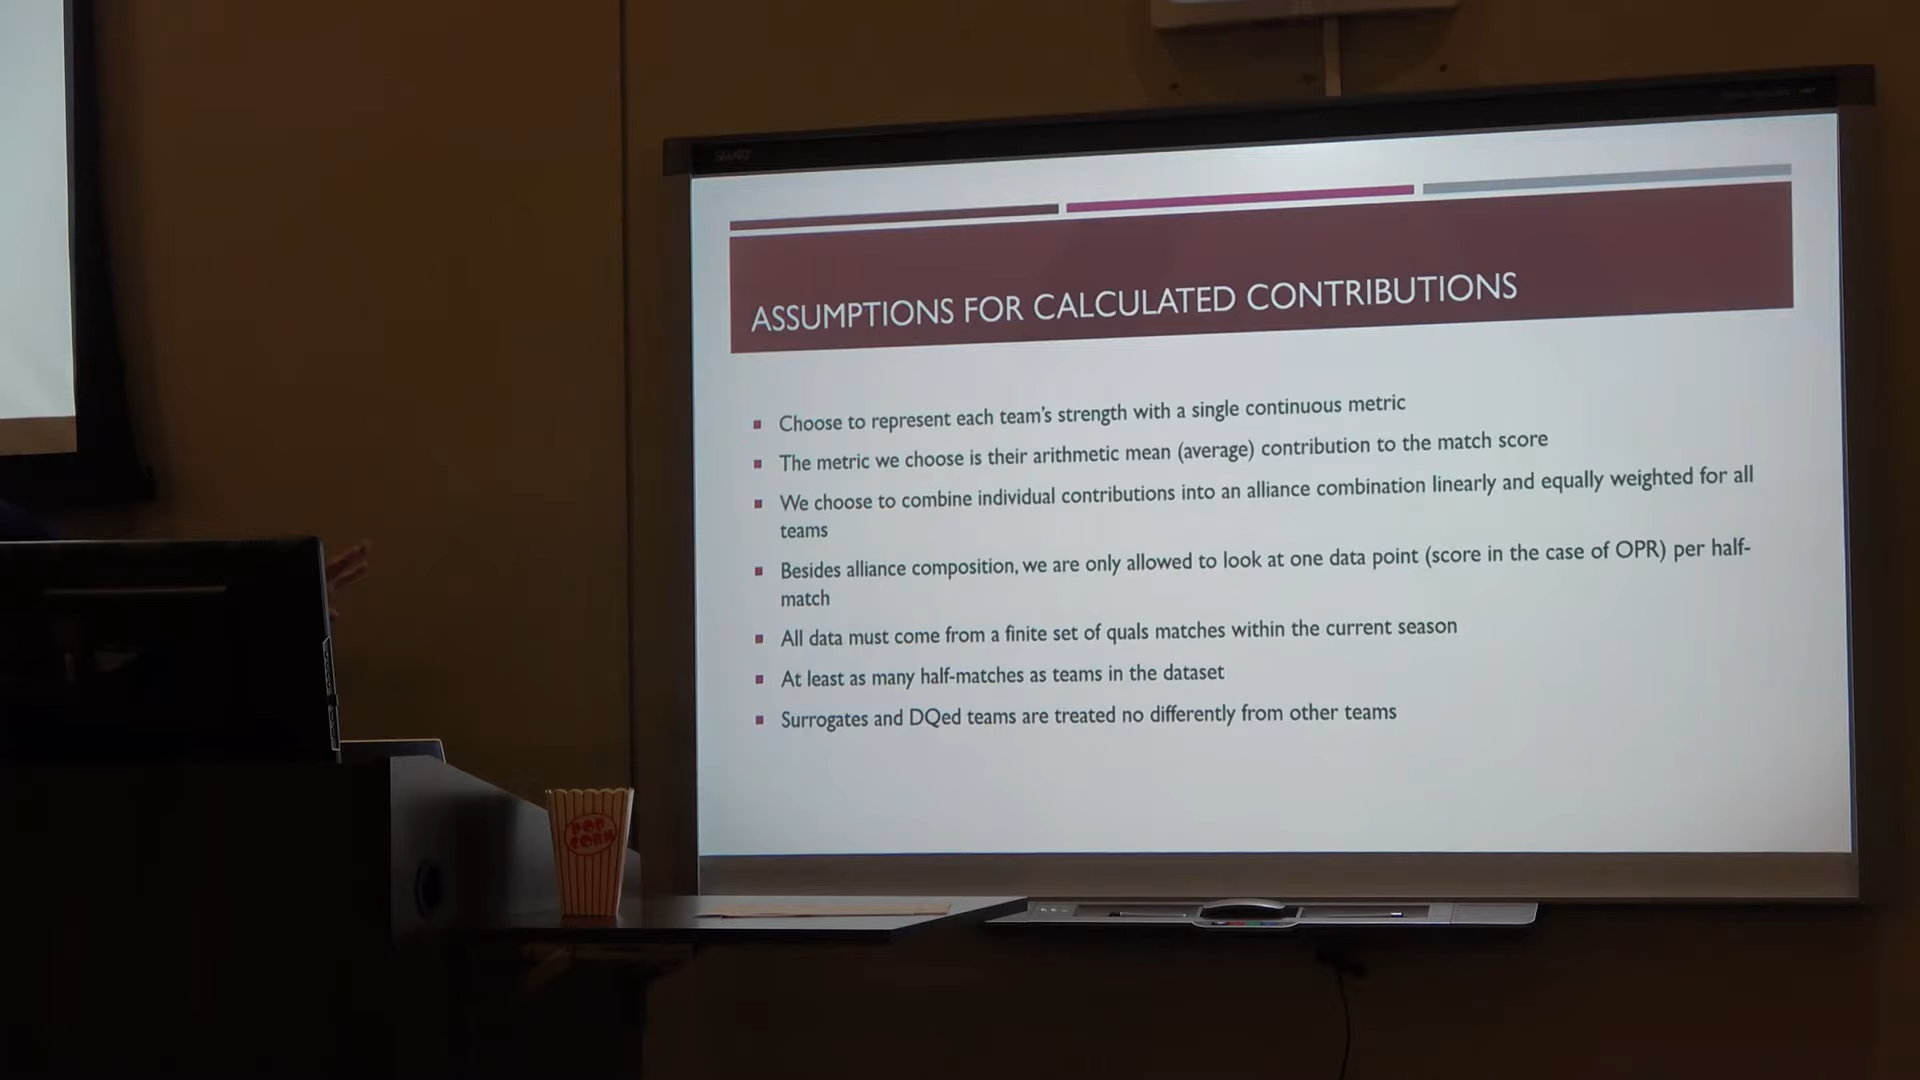 SMART
ASSUMPTIONS FOR CALCULATED CONTRIBUTIONS
Choose to represent each team's strength with a single continuous metric
The metric we choose is their arithmetic mean (average) contribution to the match score
We choose to combine individual contributions into an alliance combination linearly and equally weighted for all
teams
Besides alliance composition, we are only allowed to look at one data point (score in the case of OPR) per half-
match
All data must come from a finite set of quals matches within the current season
At least as many half-matches as teams in the dataset
Surrogates and DQed teams are treated no differently from other teams
POP
CORN